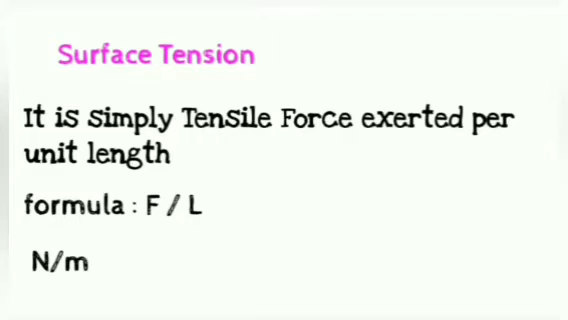 Surface Tension
It is simply Tensile Force exerted per
unit length
formula : F / L
N/m